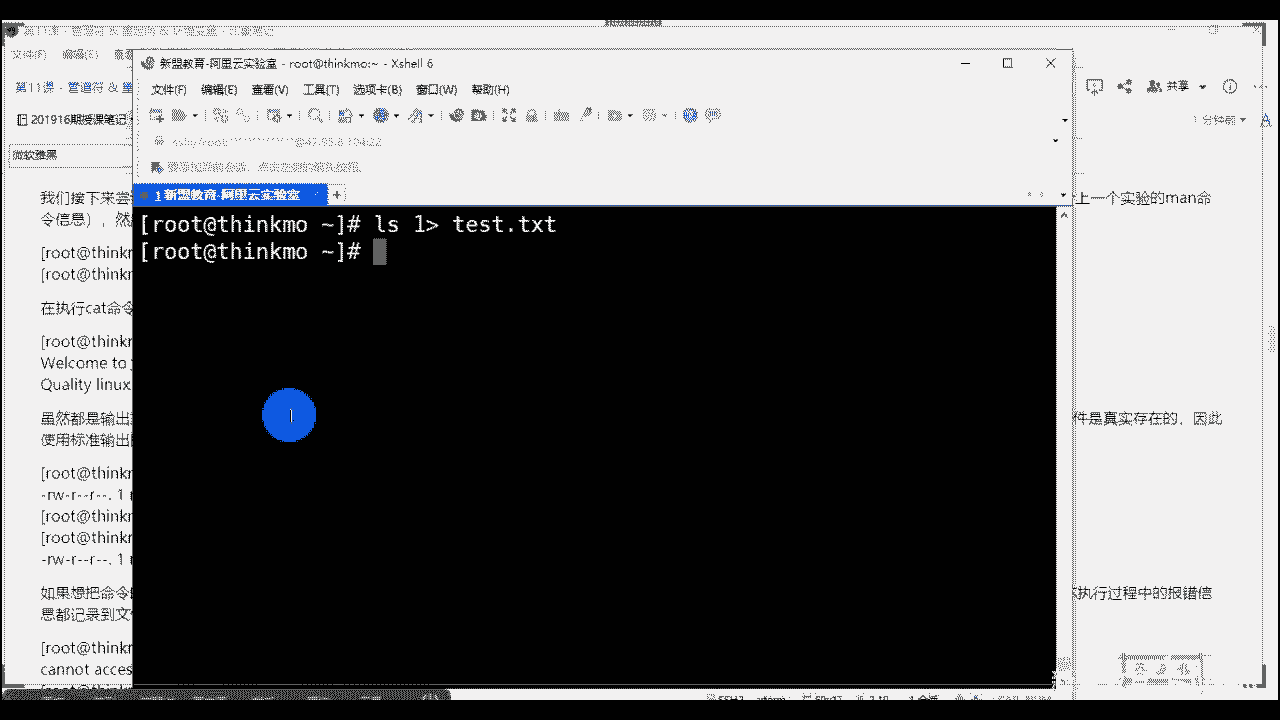 新盟教育-阿里云实验室 - root@thinkmo:~ - Xshell 6
文件(F) 编辑(E) 查看(V) 工具(T) 选项卡(B) 窗口(W) 帮助(H)
文件(F) 编辑(E)
第11课 - 管道符 &
共享
201916期授课笔记
1 分钟前
微软雅黑
1 新盟教育-阿里云实验室
[root@thinkmo ~]# ls 1> test.txt
[root@thinkmo ~]#
我们接下来尝
上一个实验的man命
令信息），然
[root@thinkm
[root@thinkm
在执行cat命令
[root@thinkm
Welcome to
Quality linux
虽然都是输出
件是真实存在的，因此
使用标准输出
[root@thinkm
-rw-r--r--. 1
[root@thinkm
[root@thinkm
-rw-r--r--. 1
如果想把命令
执行过程中的报错信
息都记录到文
[root@thinkm
cannot acces